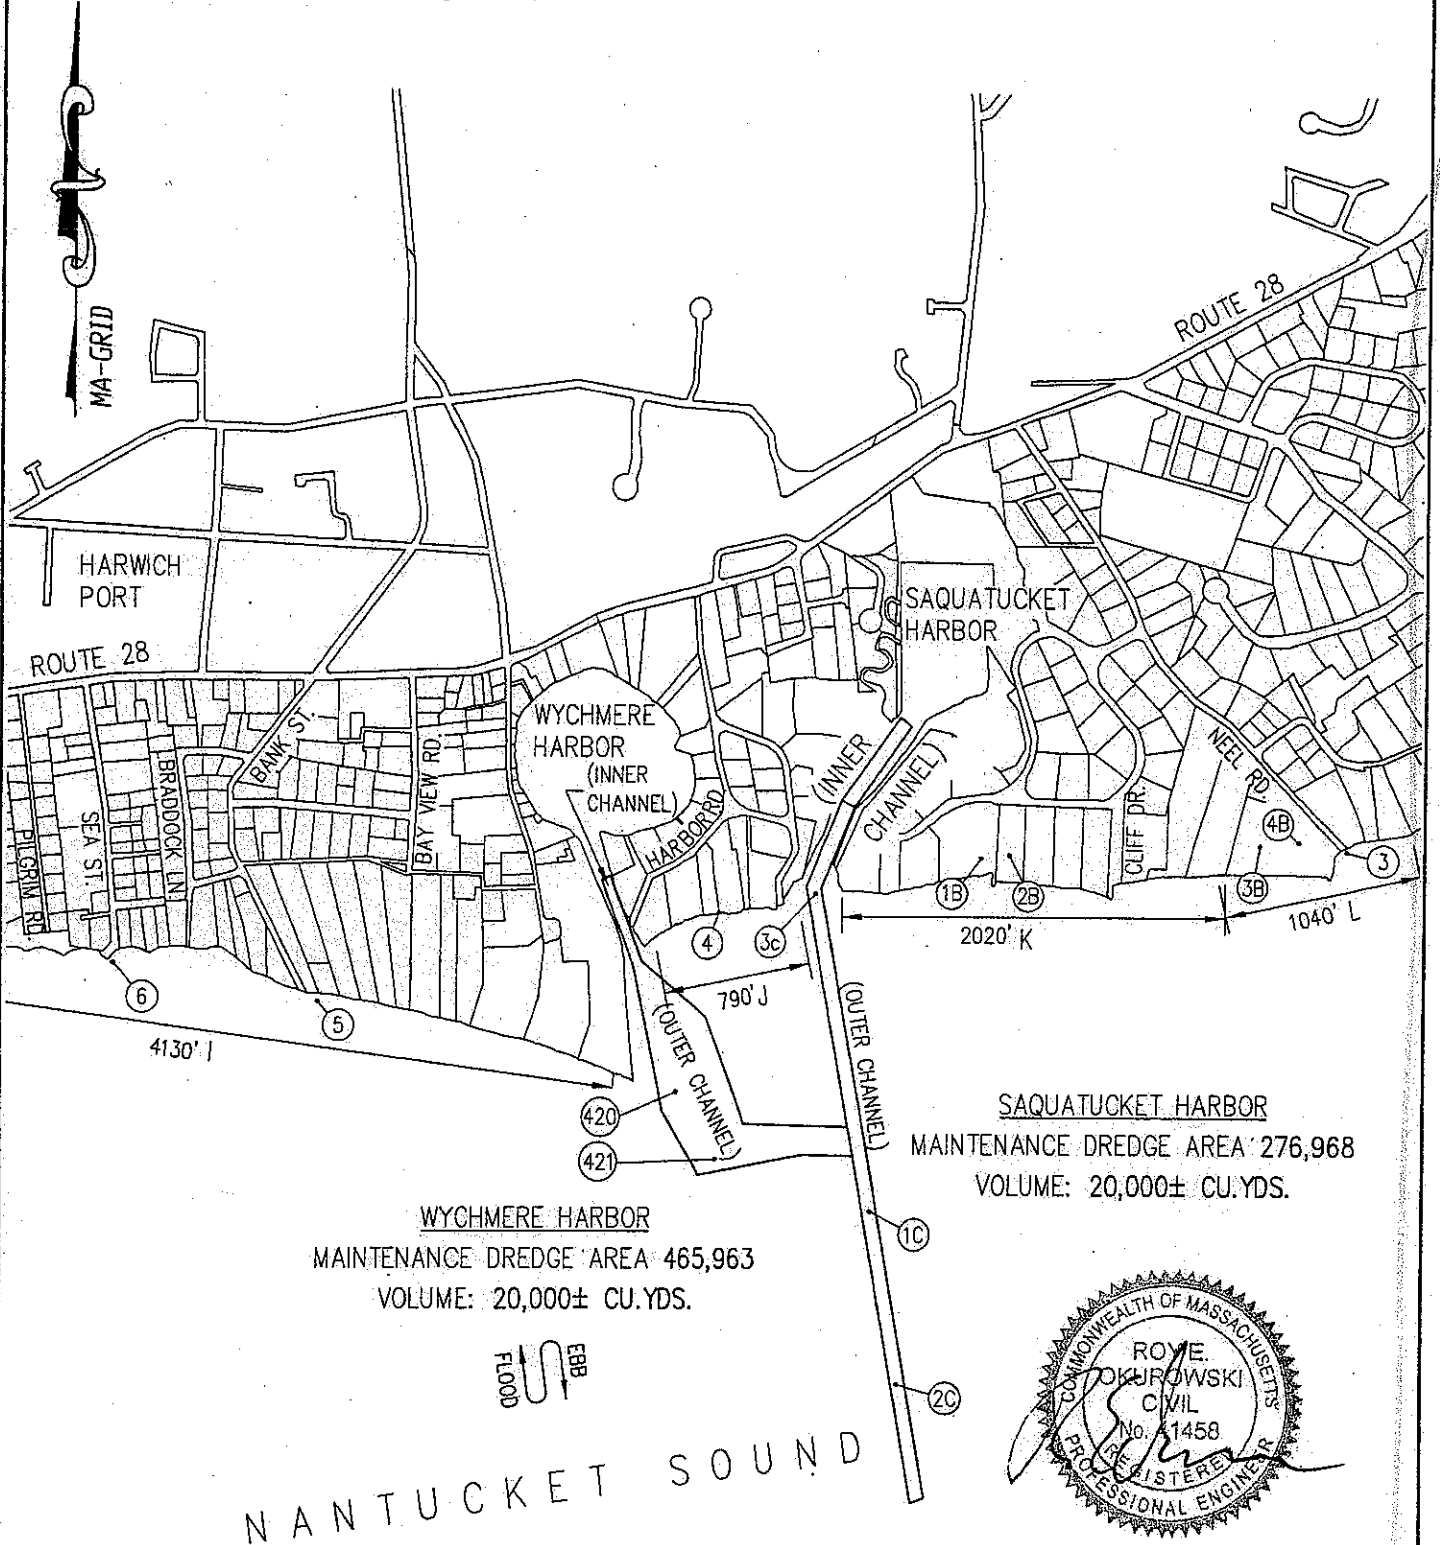 MA-GRID
ROUTE 28
HARWICH
PORT
ROUTE 28
SAQUATUCKET
HARBOR
WYCHMERE
HARBOR
(INNER
CHANNEL)
(INNER
CHANNEL)
BANK ST.
BAY VIEW RD.
HARBOR RD.
PILGRIM RD.
SEA ST.
BRADDOCK LN.
CLIFF DR.
NEEL RD.
4B
3
3B
1B
2B
2020' K
1040' L
4
3c
790' J
6
5
4130' I
(OUTER CHANNEL)
(OUTER CHANNEL)
420
421
SAQUATUCKET HARBOR
MAINTENANCE DREDGE AREA 276,968
VOLUME: 20,000± CU.YDS.
WYCHMERE HARBOR
MAINTENANCE DREDGE AREA 465,963
VOLUME: 20,000± CU.YDS.
1C
2C
FLOOD
EBB
NANTUCKET SOUND
COMMONWEALTH OF MASSACHUSETTS
ROY E.
OKUROWSKI
CIVIL
No. 41458
REGISTERED
PROFESSIONAL ENGINEER